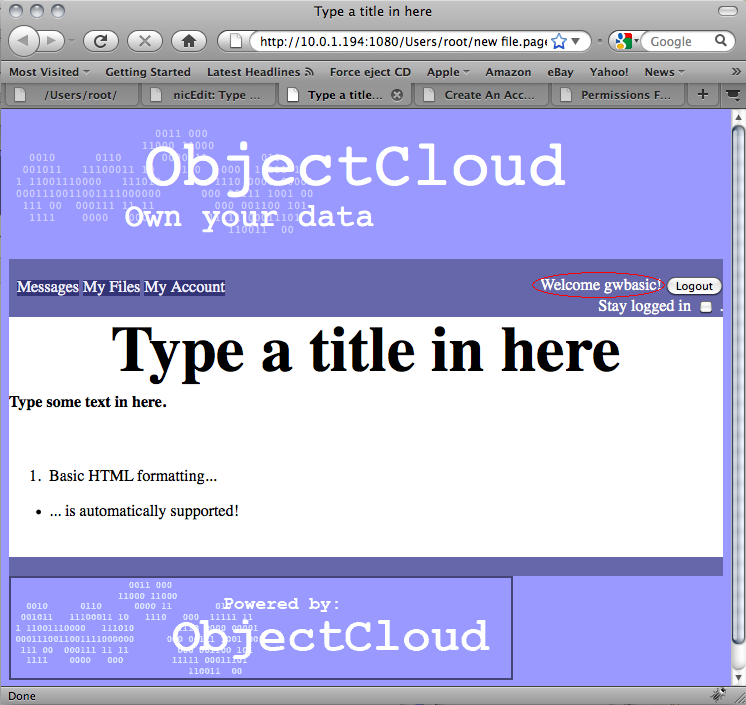 Type a title in here
http://10.0.1.194:1080/Users/root/new file.page
Google
Most Visited Getting Started Latest Headlines Force eject CD Apple Amazon eBay Yahoo! News »
/Users/root/ nicEdit: Type ... Type a title... Create An Acc... Permissions F... +
ObjectCloud
Own your data
Messages My Files My Account
Welcome gwbasic! Logout
Stay logged in .
Type a title in here
Type some text in here.
1. Basic HTML formatting...
• ... is automatically supported!
Powered by:
ObjectCloud
Done